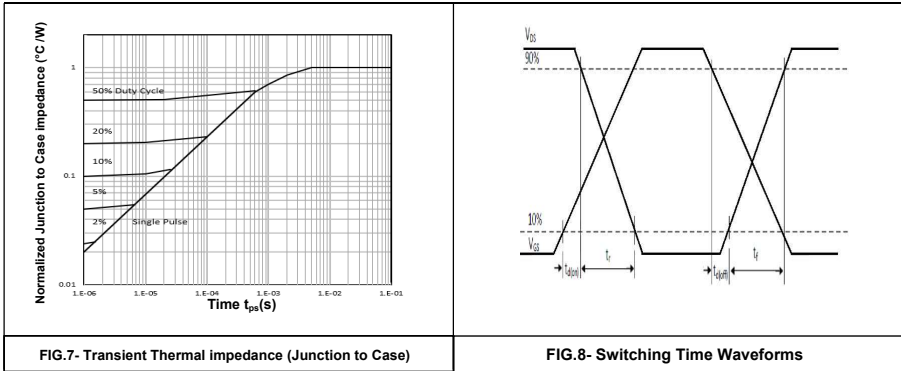 Normalized Junction to Case impedance (°C /W)
1
0.1
0.01
50% Duty Cycle
20%
10%
5%
2%
Single Pulse
1.E-06
1.E-05
1.E-04
1.E-03
1.E-02
1.E-01
Time tps(s)
VDS
90%
10%
VGS
td(on)
tr
td(off)
tf
FIG.7- Transient Thermal impedance (Junction to Case)
FIG.8- Switching Time Waveforms